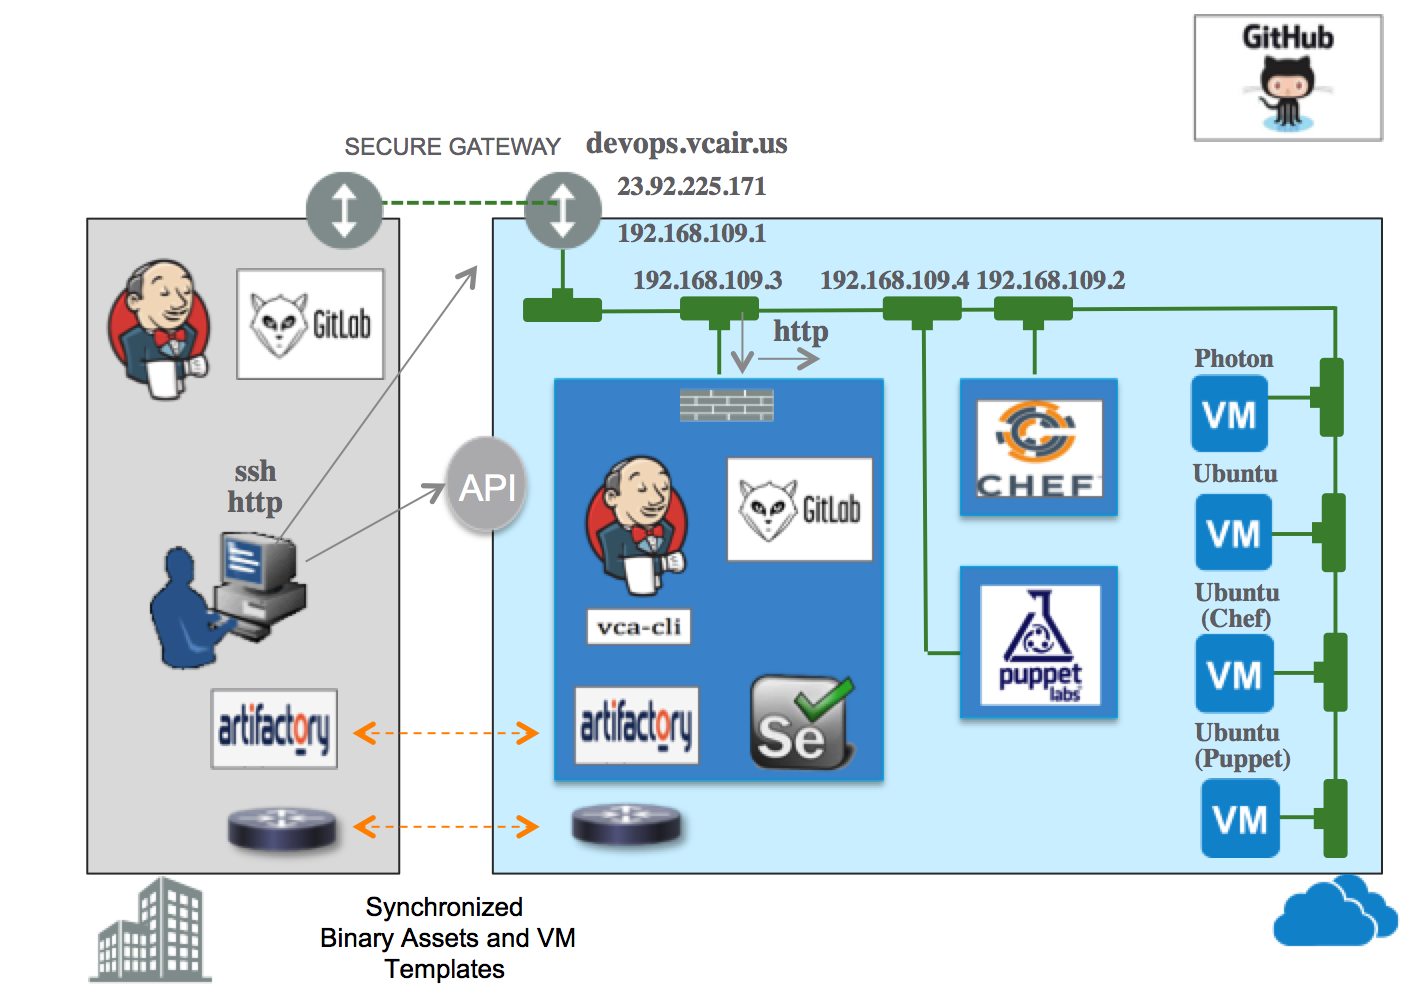 GitHub
SECURE GATEWAY
devops.vcair.us
23.92.225.171
192.168.109.1
192.168.109.3
192.168.109.4
192.168.109.2
http
GitLab
Photon
VM
CHEF
ssh
http
API
GitLab
Ubuntu
VM
vca-cli
puppet
labs
Ubuntu
(Chef)
VM
artifactory
artifactory
Se
Ubuntu
(Puppet)
VM
Synchronized
Binary Assets and VM
Templates